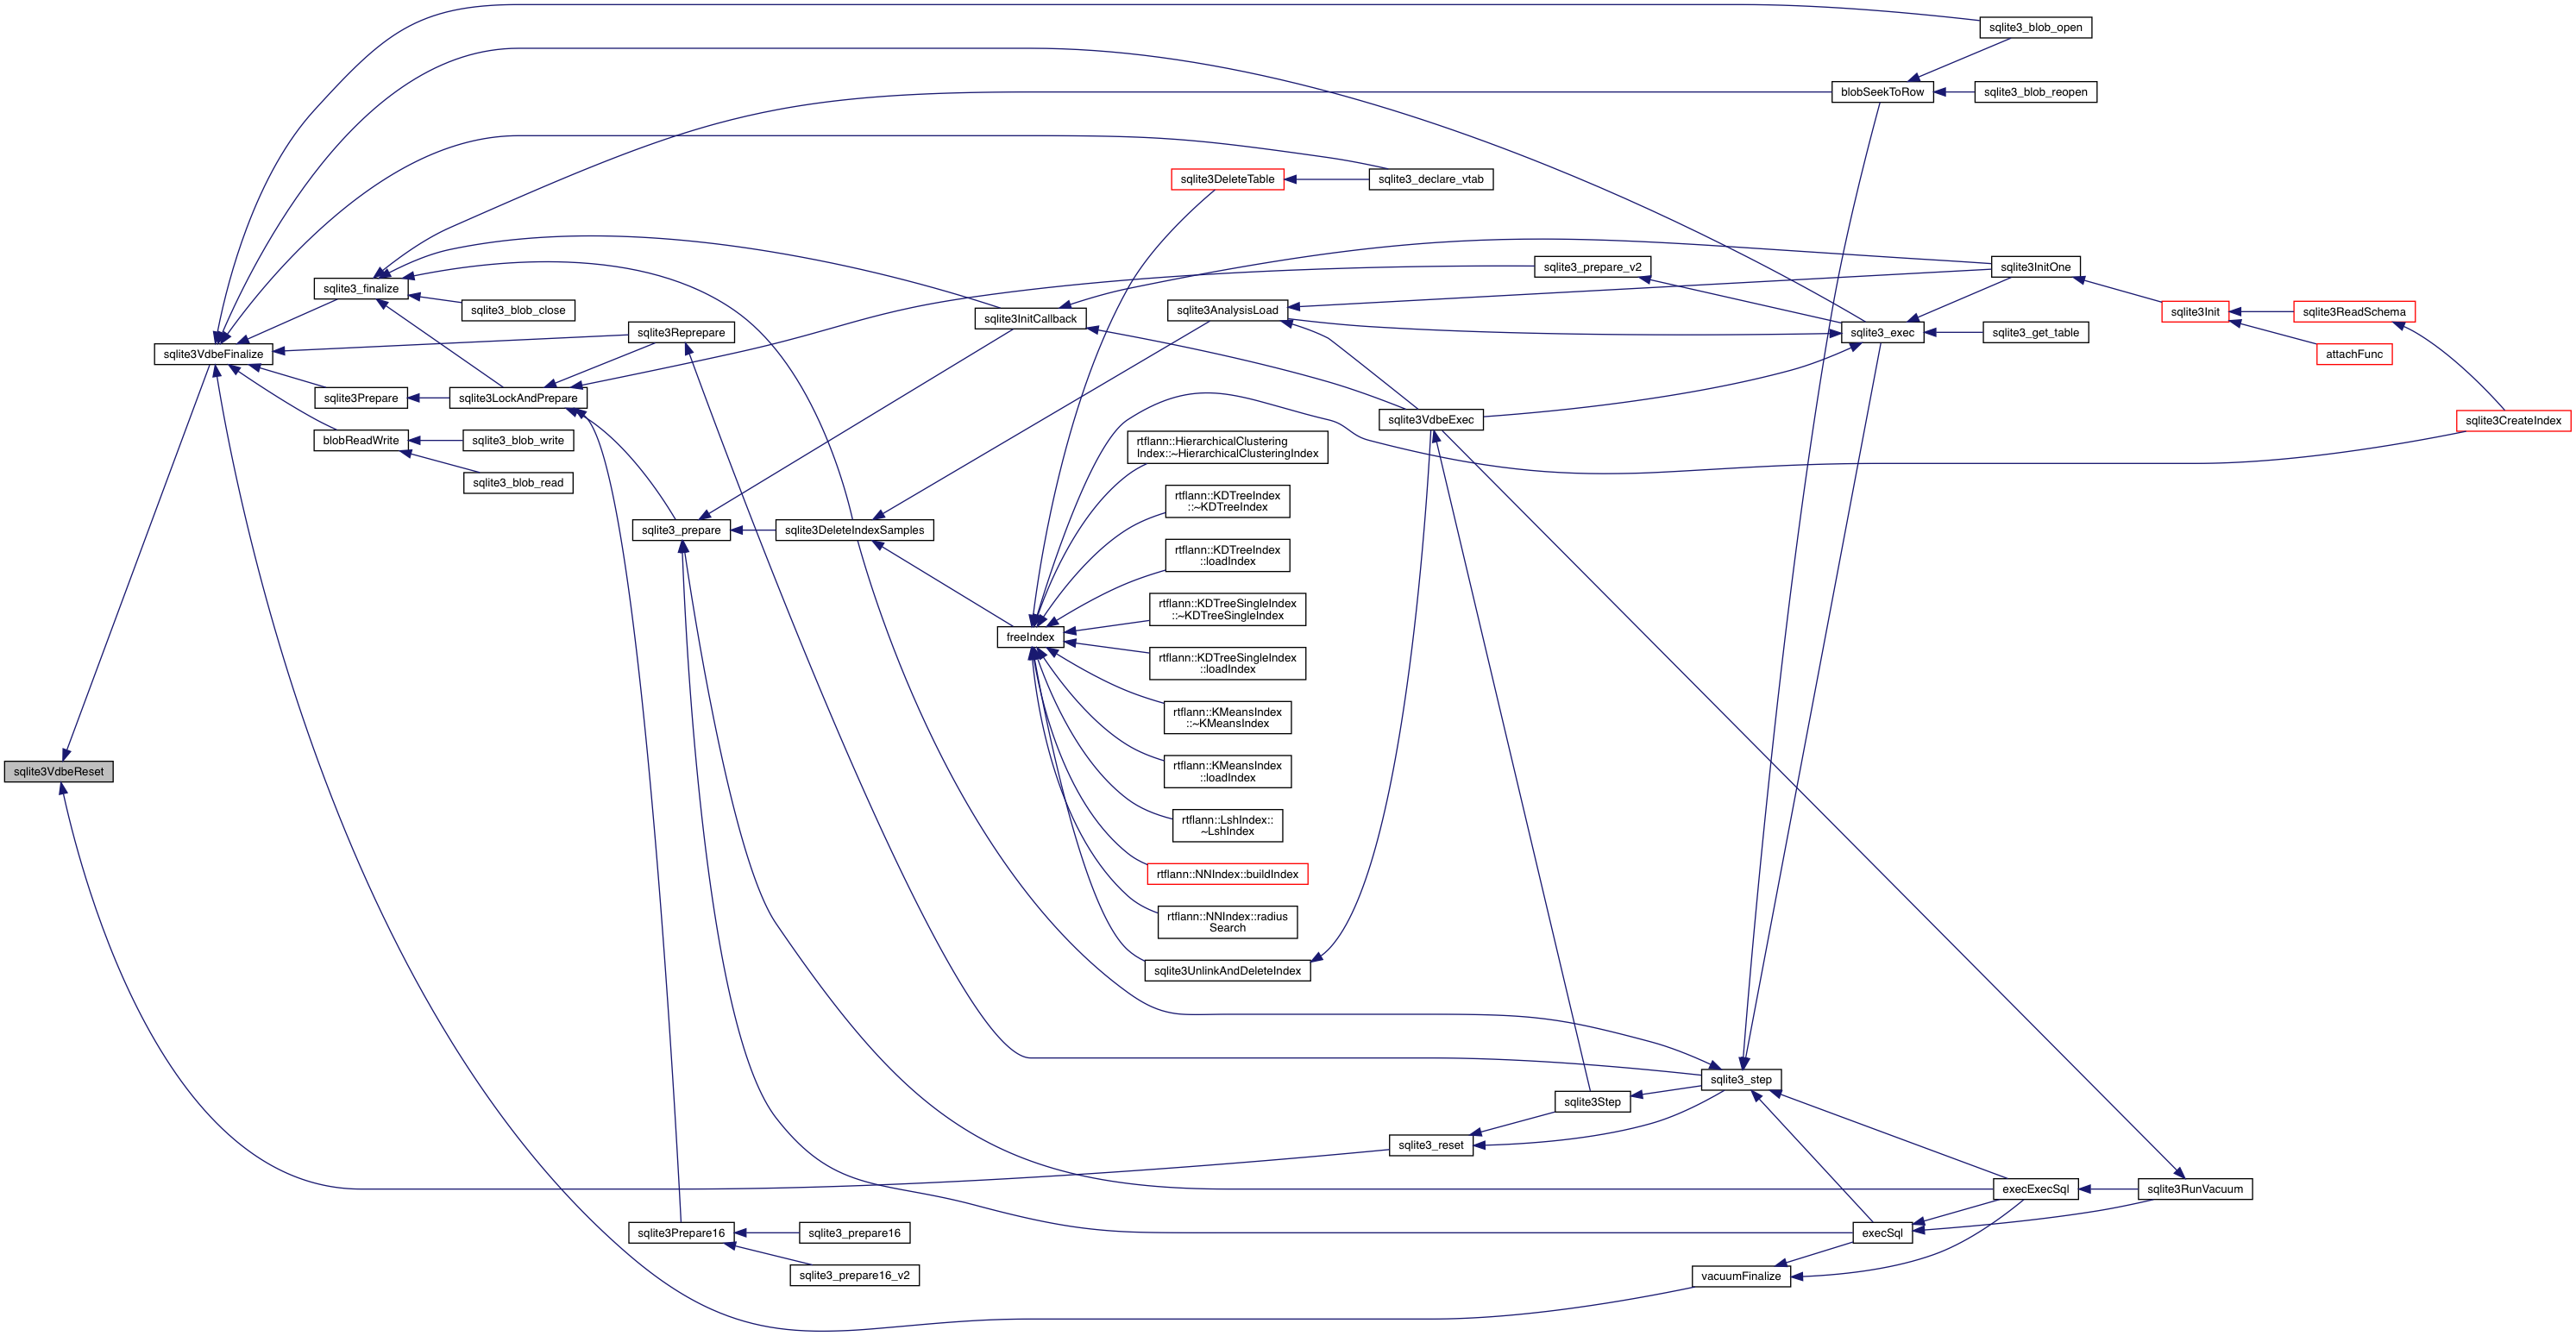 sqlite3_blob_open
blobSeekToRow
sqlite3_blob_reopen
sqlite3DeleteTable
sqlite3_declare_vtab
sqlite3_prepare_v2
sqlite3InitOne
sqlite3_finalize
sqlite3_blob_close
sqlite3AnalysisLoad
sqlite3Init
sqlite3ReadSchema
sqlite3InitCallback
sqlite3Reprepare
sqlite3_exec
sqlite3_get_table
sqlite3VdbeFinalize
attachFunc
sqlite3Prepare
sqlite3LockAndPrepare
sqlite3VdbeExec
sqlite3CreateIndex
blobReadWrite
sqlite3_blob_write
rtflann::HierarchicalClustering
Index::~HierarchicalClusteringIndex
sqlite3_blob_read
rtflann::KDTreeIndex
::~KDTreeIndex
sqlite3_prepare
sqlite3DeleteIndexSamples
rtflann::KDTreeIndex
::loadIndex
rtflann::KDTreeSingleIndex
::~KDTreeSingleIndex
freeIndex
rtflann::KDTreeSingleIndex
::loadIndex
rtflann::KMeansIndex
::~KMeansIndex
sqlite3VdbeReset
rtflann::KMeansIndex
::loadIndex
rtflann::LshIndex::
~LshIndex
rtflann::NNIndex::buildIndex
rtflann::NNIndex::radius
Search
sqlite3UnlinkAndDeleteIndex
sqlite3_step
sqlite3Step
sqlite3_reset
execExecSql
sqlite3RunVacuum
sqlite3Prepare16
sqlite3_prepare16
execSql
sqlite3_prepare16_v2
vacuumFinalize